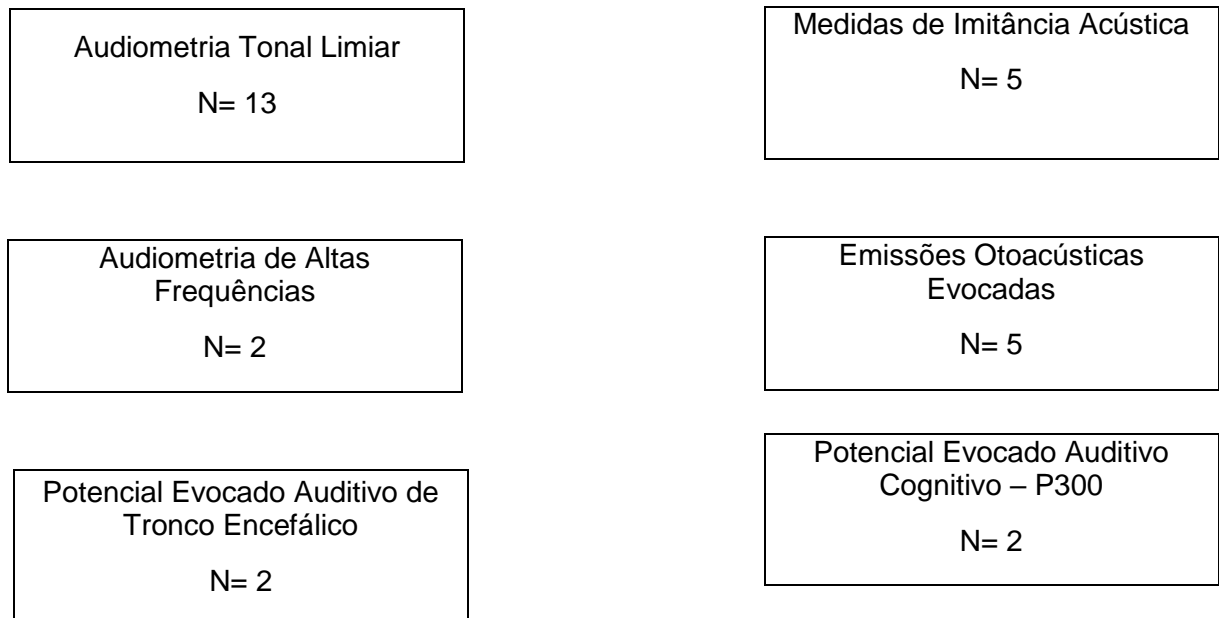 Audiometria Tonal Limiar
N= 13
Medidas de Imitância Acústica
N= 5
Audiometria de Altas
Frequências
N= 2
Emissões Otoacústicas
Evocadas
N= 5
Potencial Evocado Auditivo de
Tronco Encefálico
N= 2
Potencial Evocado Auditivo
Cognitivo – P300
N= 2